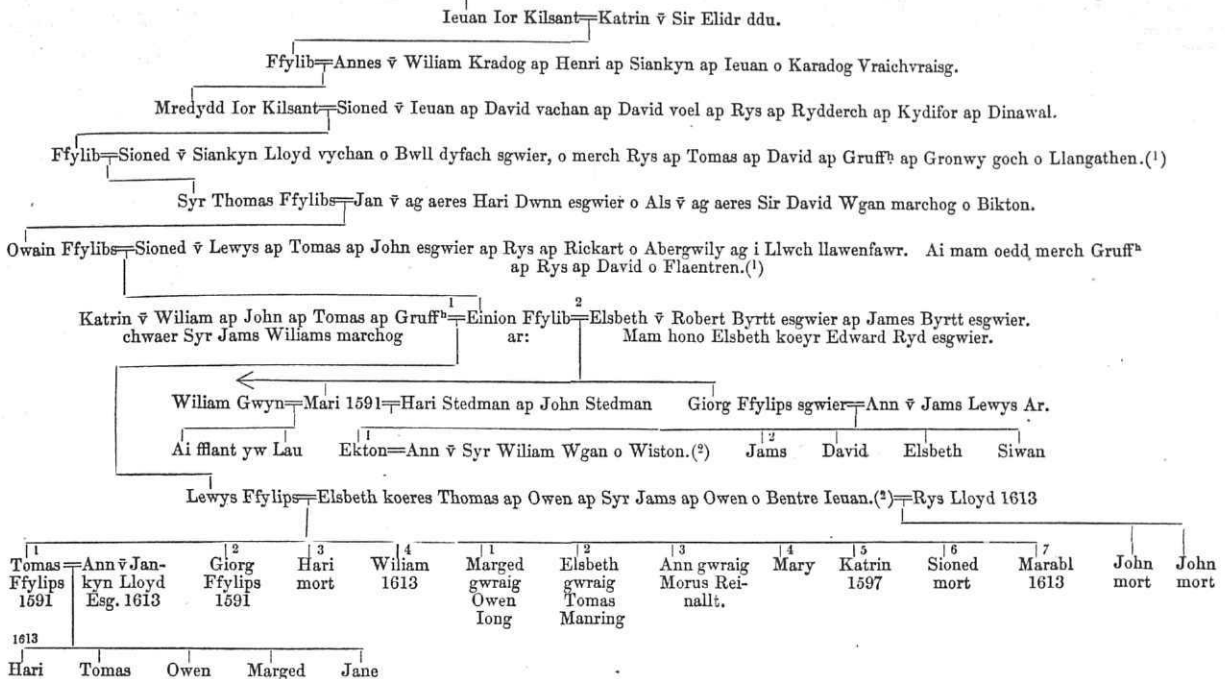 Ieuan Ior Kilsant=Katrin v̄ Sir Elidr ddu.
Ffylib=Annes v̄ Wiliam Kradog ap Henri ap Siankyn ap Ieuan o Karadog Vraichvraisg.
Mredydd Ior Kilsant=Sioned v̄ Ieuan ap David vachan ap David voel ap Rys ap Rydderch ap Kydifor ap Dinawal.
Ffylib=Sioned v̄ Siankyn Lloyd vychan o Bwll dyfach sgwier, o merch Rys ap Tomas ap David ap Gruffʰ ap Gronwy goch o Llangathen.(¹)
Syr Thomas Ffylibs=Jan v̄ ag aeres Hari Dwnn esgwier o Als v̄ ag aeres Sir David Wgan marchog o Bikton.
Owain Ffylibs=Sioned v̄ Lewys ap Tomas ap John esgwier ap Rys ap Rickart o Abergwily ag i Llwch llawenfawr. Ai mam oedd merch Gruffʰ
ap Rys ap David o Flaentren.(¹)
1 2
Katrin v̄ Wiliam ap John ap Tomas ap Gruffʰ=Einion Ffylib=Elsbeth v̄ Robert Byrtt esgwier ap James Byrtt esgwier.
chwaer Syr Jams Wiliams marchog ar: Mam hono Elsbeth koeyr Edward Ryd esgwier.
Wiliam Gwyn=Mari 1591=Hari Stedman ap John Stedman Giorg Ffylips sgwier=Ann v̄ Jams Lewys Ar.
1 2
Ai fflant yw Lau Ekton=Ann v̄ Syr Wiliam Wgan o Wiston.(²) Jams David Elsbeth Siwan
Lewys Ffylips=Elsbeth koeres Thomas ap Owen ap Syr Jams ap Owen o Bentre Ieuan.(²)=Rys Lloyd 1613
1 2 3 4 1 2 3 4 5 6 7
Tomas=Ann v̄ Jan- Giorg Hari Wiliam Marged Elsbeth Ann gwraig Mary Katrin Sioned Marabl John John
Ffylips kyn Lloyd Ffylips mort 1613 gwraig gwraig Morus Rei- 1597 mort 1613 mort mort
1591 Esg. 1613 1591 Owen Tomas nallt.
Iong Manring
1613
Hari Tomas Owen Marged Jane